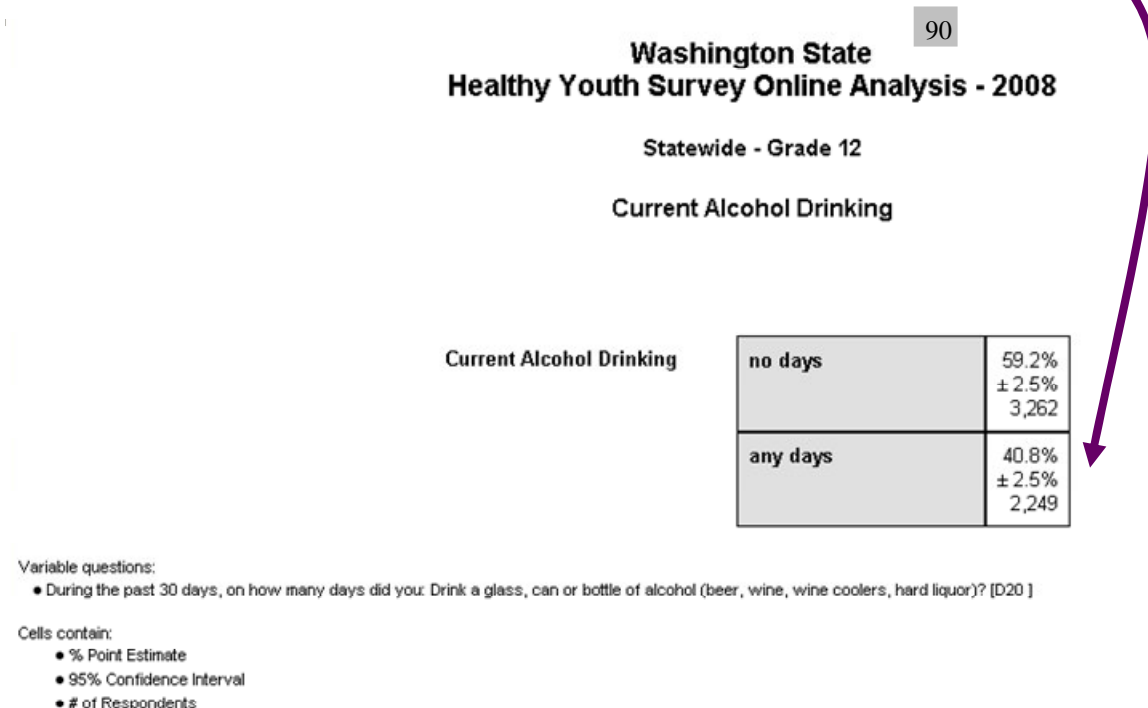 90
Washington State
Healthy Youth Survey Online Analysis - 2008
Statewide - Grade 12
Current Alcohol Drinking
Current Alcohol Drinking
no days
59.2%
± 2.5%
3,262
any days
40.8%
± 2.5%
2,249
Variable questions:
● During the past 30 days, on how many days did you: Drink a glass, can or bottle of alcohol (beer, wine, wine coolers, hard liquor)? [D20 ]
Cells contain:
● % Point Estimate
● 95% Confidence Interval
● # of Respondents